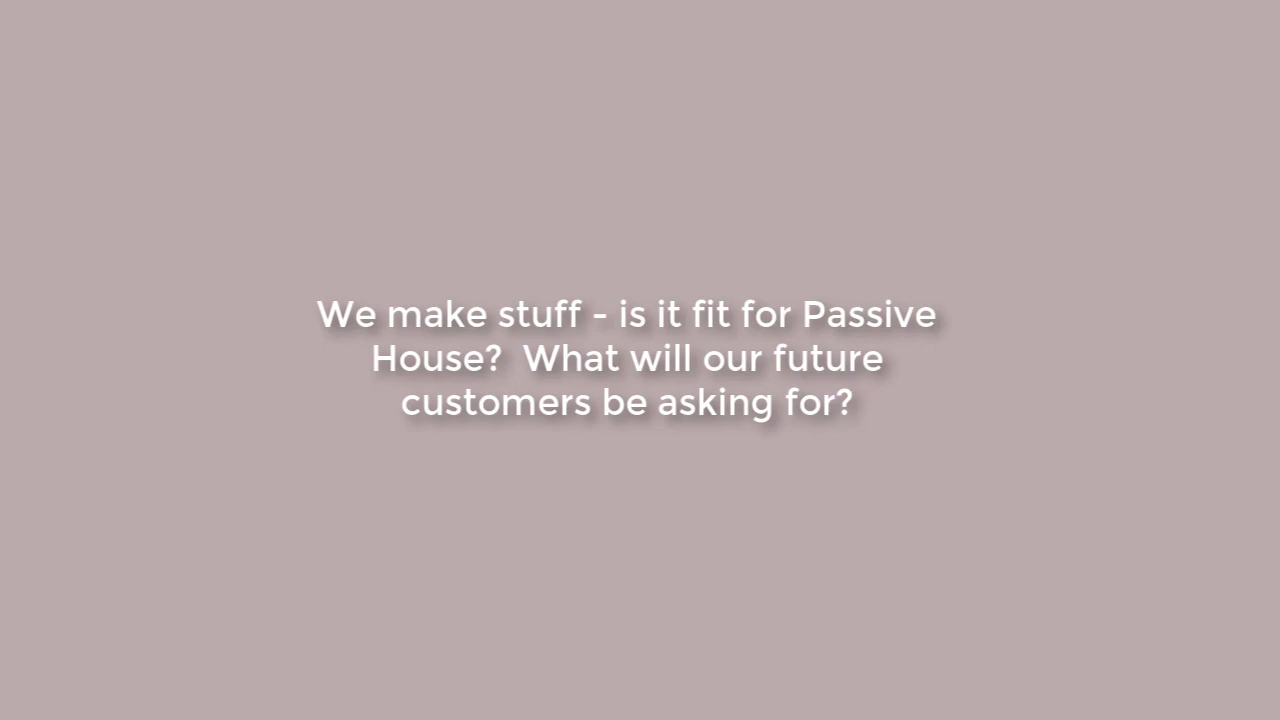 We make stuff - is it fit for Passive
House?  What will our future
customers be asking for?